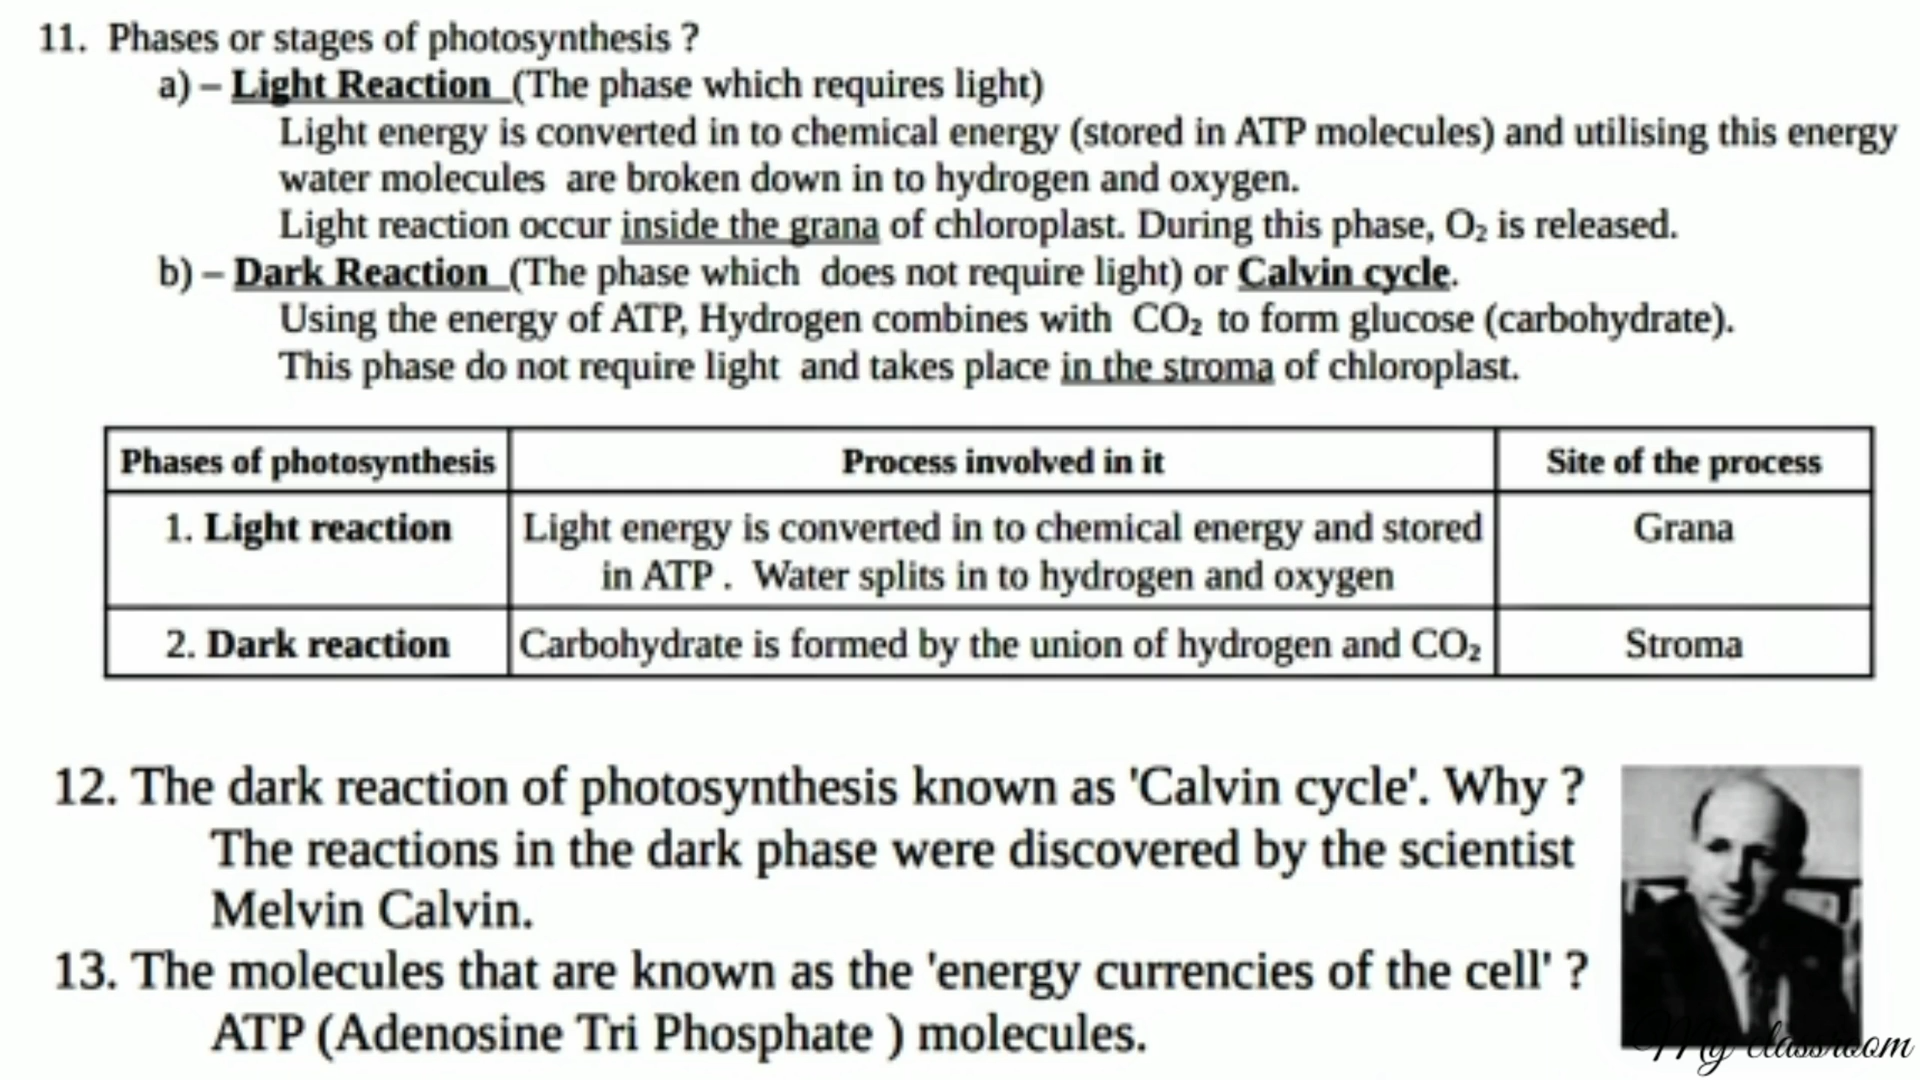 11. Phases or stages of photosynthesis ?
a) – Light Reaction (The phase which requires light)
Light energy is converted in to chemical energy (stored in ATP molecules) and utilising this energy
water molecules are broken down in to hydrogen and oxygen.
Light reaction occur inside the grana of chloroplast. During this phase, O₂ is released.
b) – Dark Reaction (The phase which does not require light) or Calvin cycle.
Using the energy of ATP, Hydrogen combines with CO₂ to form glucose (carbohydrate).
This phase do not require light and takes place in the stroma of chloroplast.
Phases of photosynthesis Process involved in it Site of the process
1. Light reaction Light energy is converted in to chemical energy and stored Grana
in ATP . Water splits in to hydrogen and oxygen
2. Dark reaction Carbohydrate is formed by the union of hydrogen and CO₂ Stroma
12. The dark reaction of photosynthesis known as 'Calvin cycle'. Why ?
The reactions in the dark phase were discovered by the scientist
Melvin Calvin.
13. The molecules that are known as the 'energy currencies of the cell' ?
ATP (Adenosine Tri Phosphate ) molecules.
My classroom